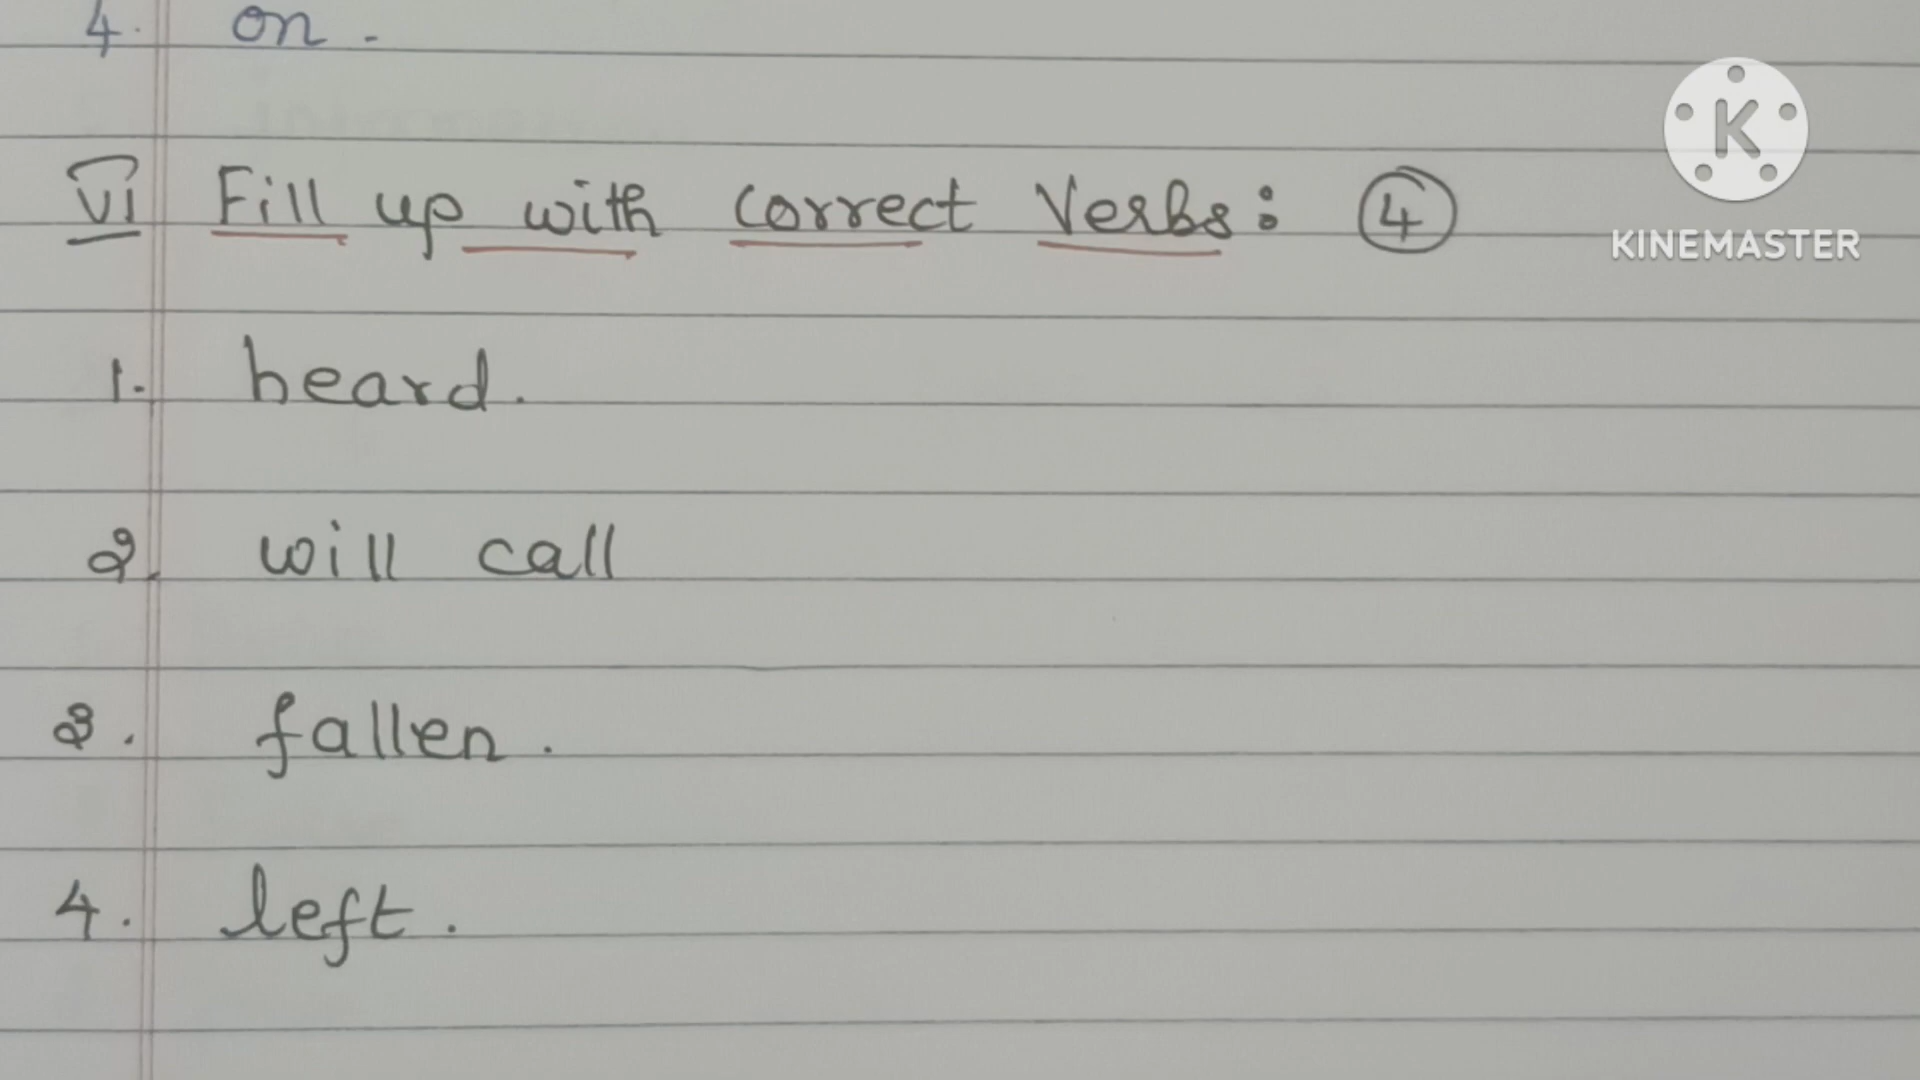 4. on.
VI Fill up with correct Verbs: 4
KINEMASTER
1. heard.
2. will call
3. fallen.
4. left.